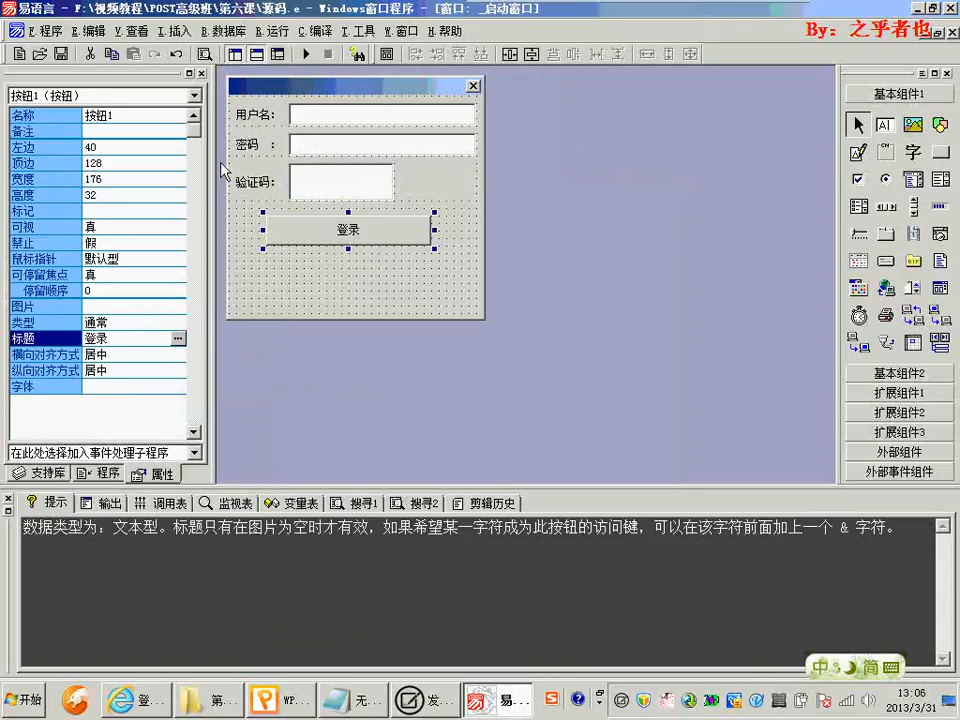 易语言 - F:\视频教程\POST高级班\第六课\源码.e - Windows窗口程序 - [窗口: _启动窗口]
F.程序 E.编辑 V.查看 I.插入 B.数据库 R.运行 C.编译 T.工具 W.窗口 H.帮助
By: 之乎者也
按钮1（按钮）
名称 按钮1
备注
左边 40
顶边 128
宽度 176
高度 32
标记
可视 真
禁止 假
鼠标指针 默认型
可停留焦点 真
停留顺序 0
图片
类型 通常
标题 登录
横向对齐方式 居中
纵向对齐方式 居中
字体
在此处选择加入事件处理子程序
支持库 程序 属性
用户名:
密码 :
验证码:
登录
基本组件1
基本组件2
扩展组件1
扩展组件2
扩展组件3
外部组件
外部事件组件
提示 输出 调用表 监视表 变量表 搜寻1 搜寻2 剪辑历史
数据类型为: 文本型。标题只有在图片为空时才有效，如果希望某一字符成为此按钮的访问键，可以在该字符前面加上一个 & 字符。
中 简
开始 登... 第... WP... 无... 发... 易...
13:06
2013/3/31